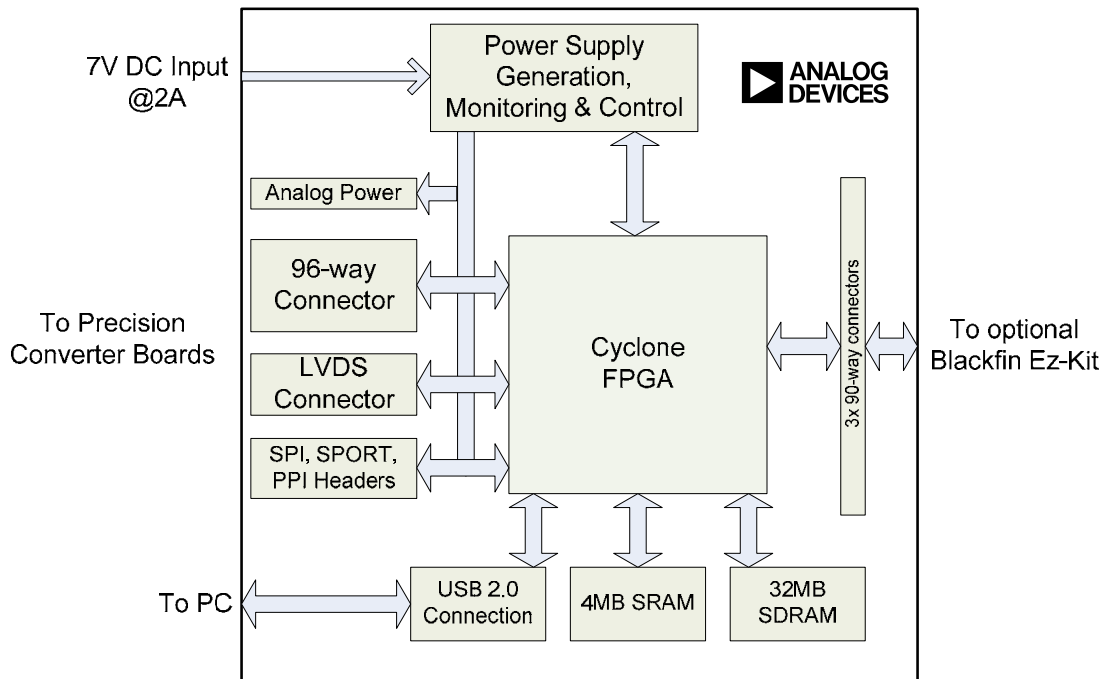 7V DC Input
@2A
Power Supply
Generation,
Monitoring & Control
ANALOG
DEVICES
Analog Power
96-way
Connector
To Precision
Converter Boards
LVDS
Connector
SPI, SPORT,
PPI Headers
Cyclone
FPGA
3x 90-way connectors
To optional
Blackfin Ez-Kit
To PC
USB 2.0
Connection
4MB SRAM
32MB
SDRAM